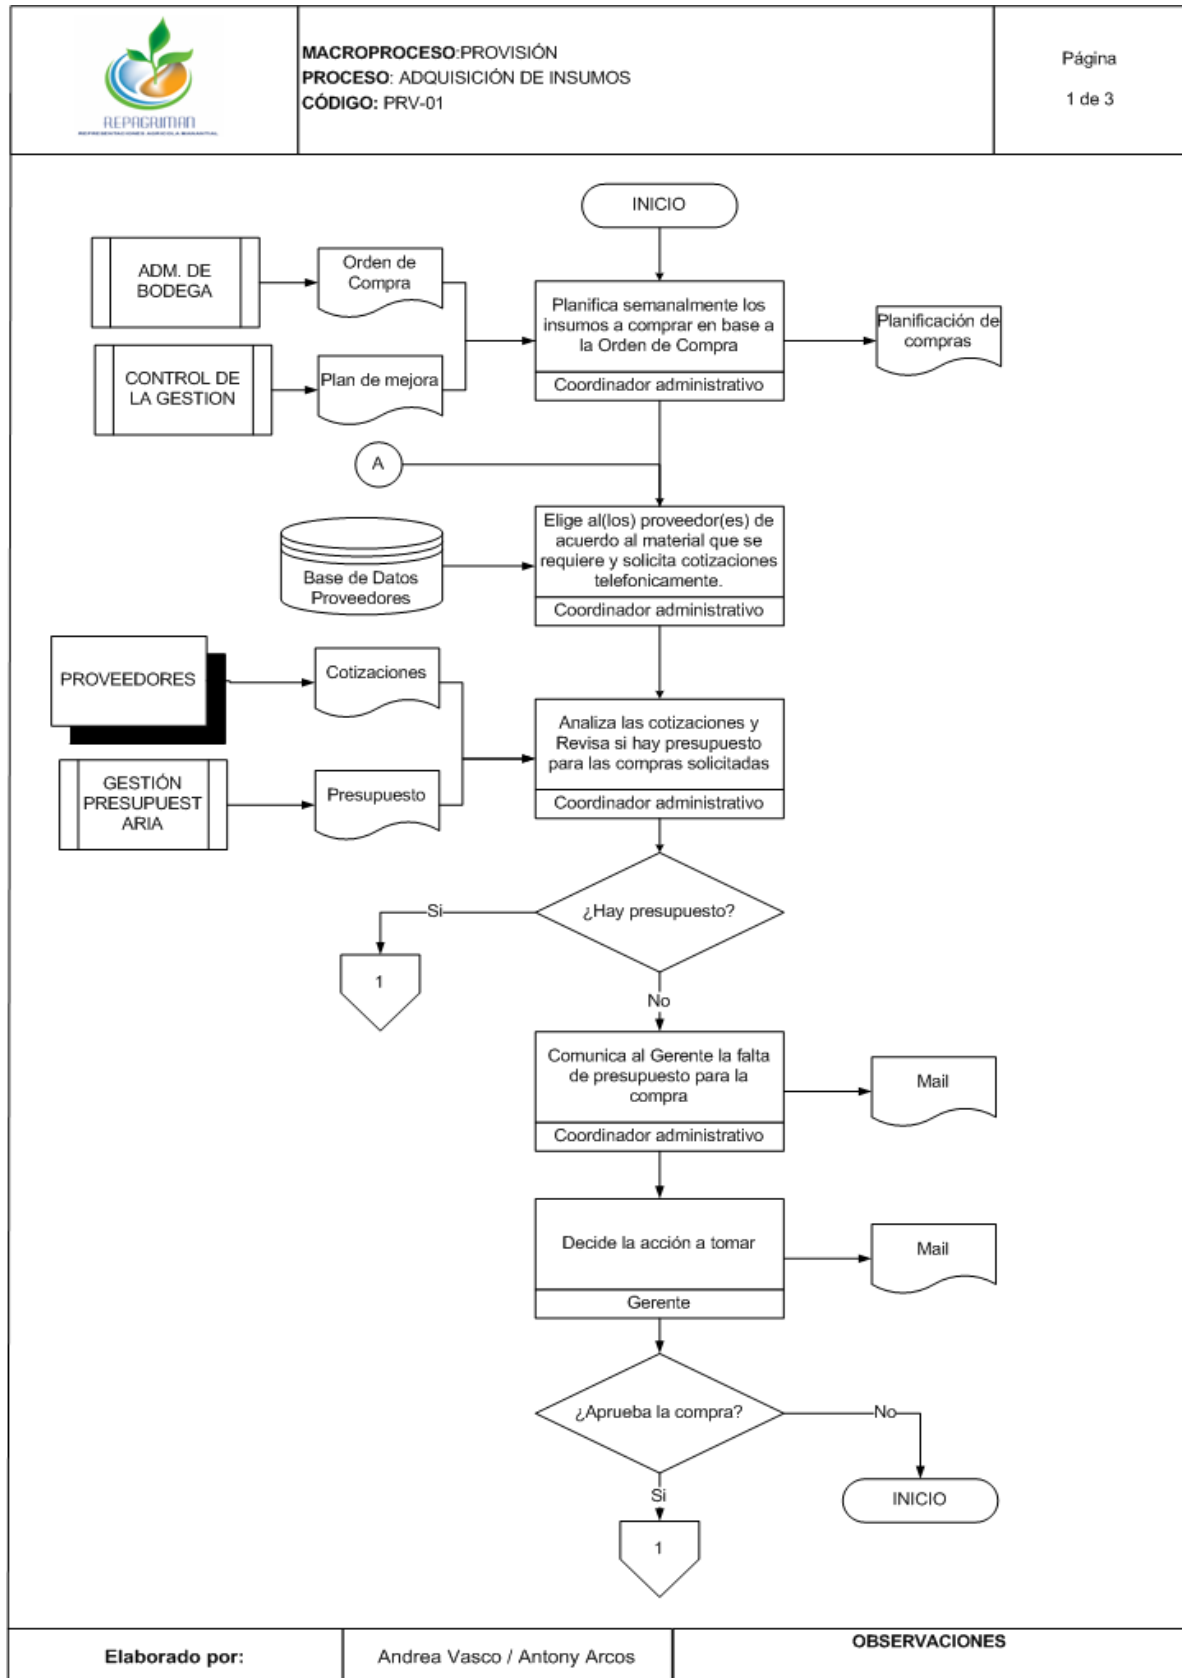 REPAGRIMAN
REPRESENTACIONES AGRICOLA MANANTIAL
MACROPROCESO:PROVISIÓN
PROCESO: ADQUISICIÓN DE INSUMOS
CÓDIGO: PRV-01
Página
1 de 3
INICIO
ADM. DE
BODEGA
Orden de
Compra
Planifica semanalmente los
insumos a comprar en base a
la Orden de Compra
Coordinador administrativo
Planificación de
compras
CONTROL DE
LA GESTION
Plan de mejora
A
Base de Datos
Proveedores
Elige al(los) proveedor(es) de
acuerdo al material que se
requiere y solicita cotizaciones
telefonicamente.
Coordinador administrativo
PROVEEDORES
Cotizaciones
GESTIÓN
PRESUPUEST
ARIA
Presupuesto
Analiza las cotizaciones y
Revisa si hay presupuesto
para las compras solicitadas
Coordinador administrativo
¿Hay presupuesto?
Si
1
No
Comunica al Gerente la falta
de presupuesto para la
compra
Coordinador administrativo
Mail
Decide la acción a tomar
Gerente
Mail
¿Aprueba la compra?
No
INICIO
Si
1
Elaborado por:
Andrea Vasco / Antony Arcos
OBSERVACIONES